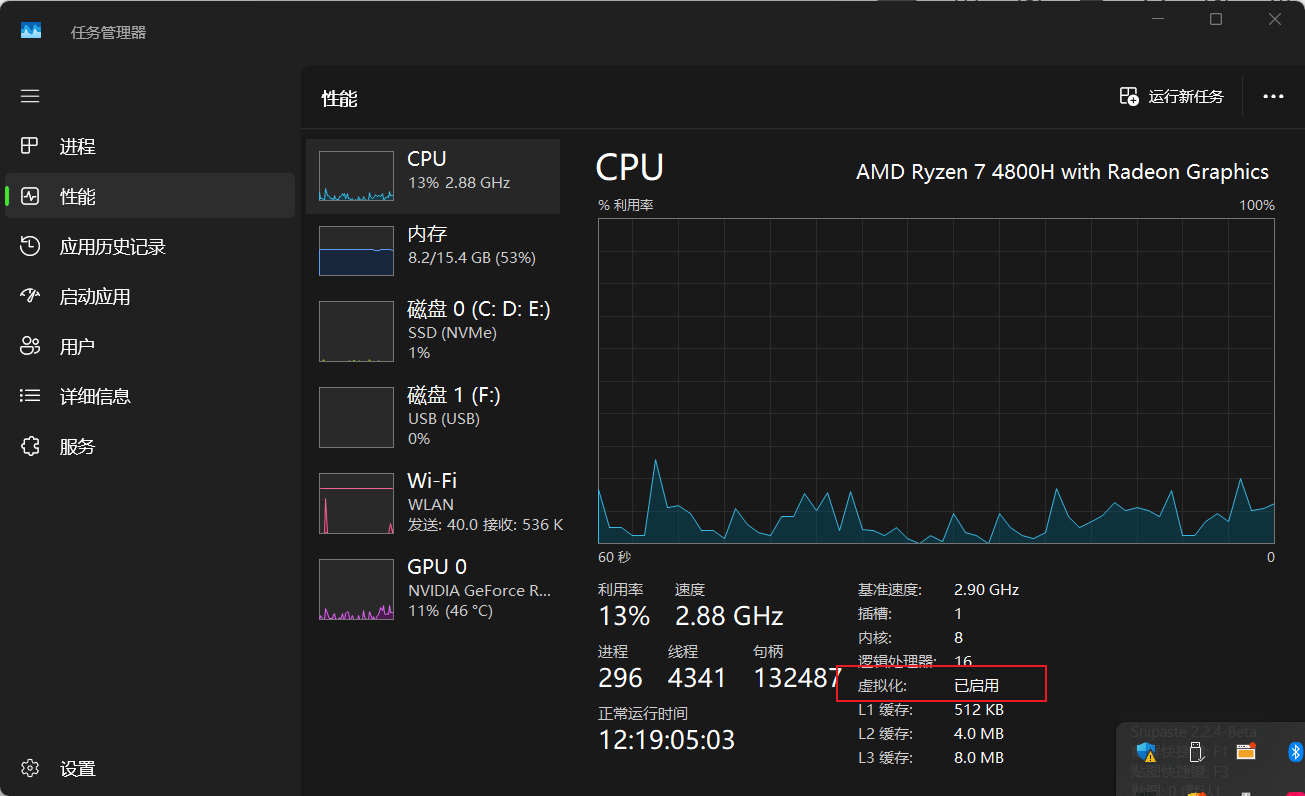 任务管理器
性能
运行新任务
进程
性能
应用历史记录
启动应用
用户
详细信息
服务
设置
CPU
13% 2.88 GHz
内存
8.2/15.4 GB (53%)
磁盘 0 (C: D: E:)
SSD (NVMe)
1%
磁盘 1 (F:)
USB (USB)
0%
Wi-Fi
WLAN
发送: 40.0 接收: 536 K
GPU 0
NVIDIA GeForce R...
11% (46 °C)
CPU
AMD Ryzen 7 4800H with Radeon Graphics
% 利用率
100%
60 秒
0
利用率
速度
13%
2.88 GHz
进程
线程
句柄
296
4341
132487
正常运行时间
12:19:05:03
基准速度:
2.90 GHz
插槽:
1
内核:
8
逻辑处理器:
16
虚拟化:
已启用
L1 缓存:
512 KB
L2 缓存:
4.0 MB
L3 缓存:
8.0 MB
Snipaste 2.2.4-Beta
快捷键: F1
贴图快捷键: F3